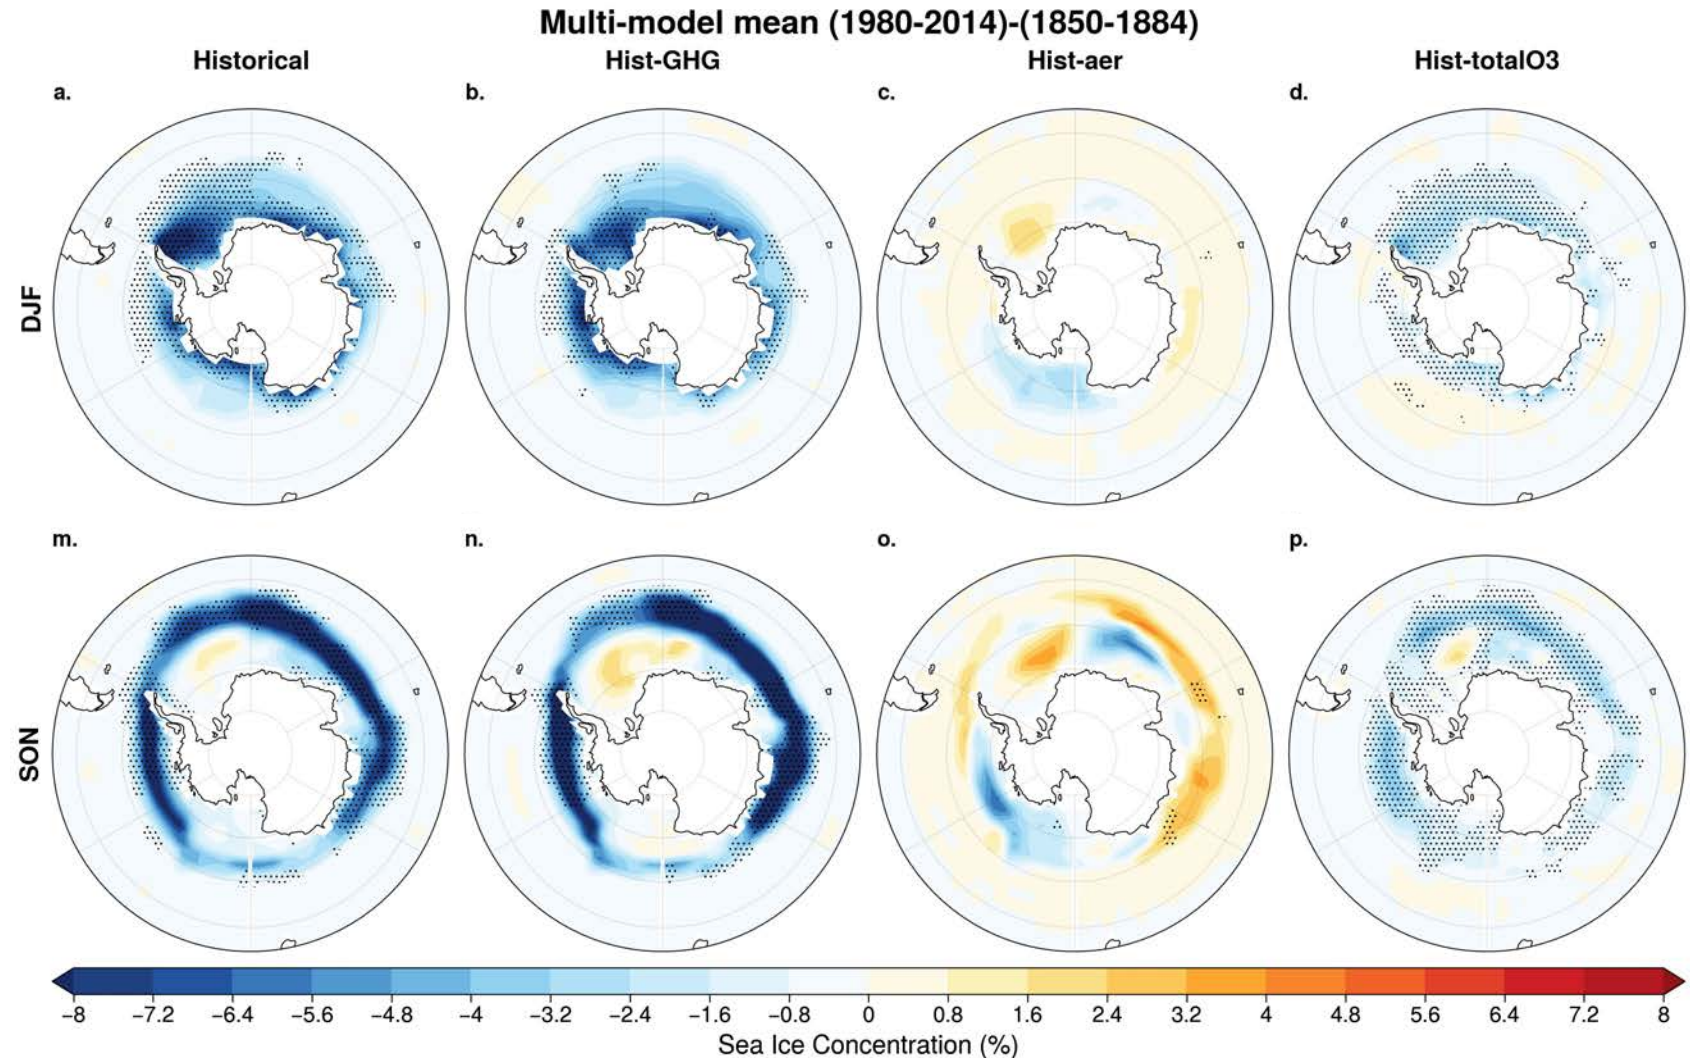 Multi-model mean (1980-2014)-(1850-1884)
Historical Hist-GHG Hist-aer Hist-totalO3
a. b. c. d.
DJF
m. n. o. p.
SON
−8 −7.2 −6.4 −5.6 −4.8 −4 −3.2 −2.4 −1.6 −0.8 0 0.8 1.6 2.4 3.2 4 4.8 5.6 6.4 7.2 8
Sea Ice Concentration (%)